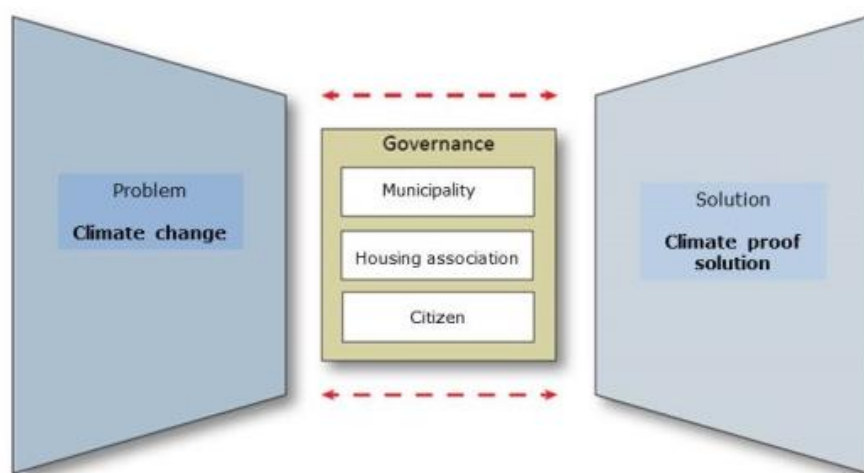 Problem
Climate change
Governance
Municipality
Housing association
Citizen
Solution
Climate proof
solution